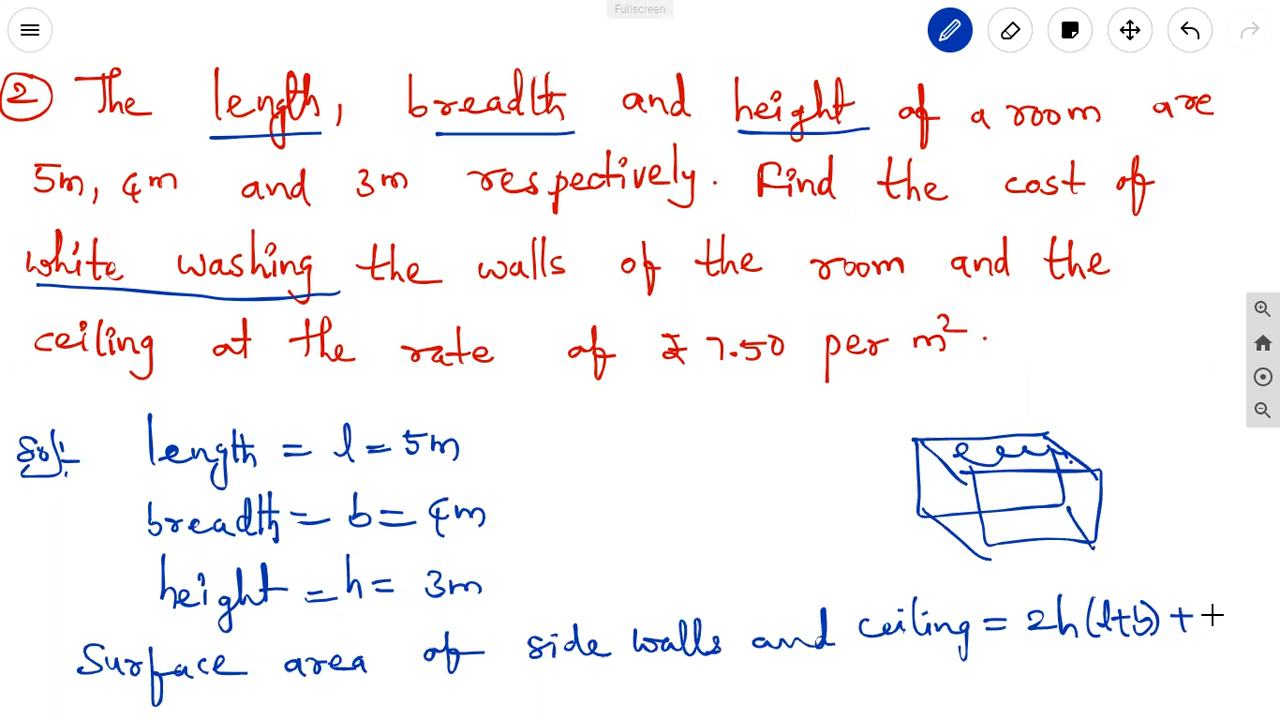 Fullscreen
② The length, breadth and height of a room are
5m, 4m and 3m respectively. Find the cost of
white washing the walls of the room and the
ceiling at the rate of ₹ 7.50 per m².
Sol:-
length = l = 5m
breadth = b = 4m
height = h = 3m
Surface area of side walls and ceiling = 2h(l+b) +